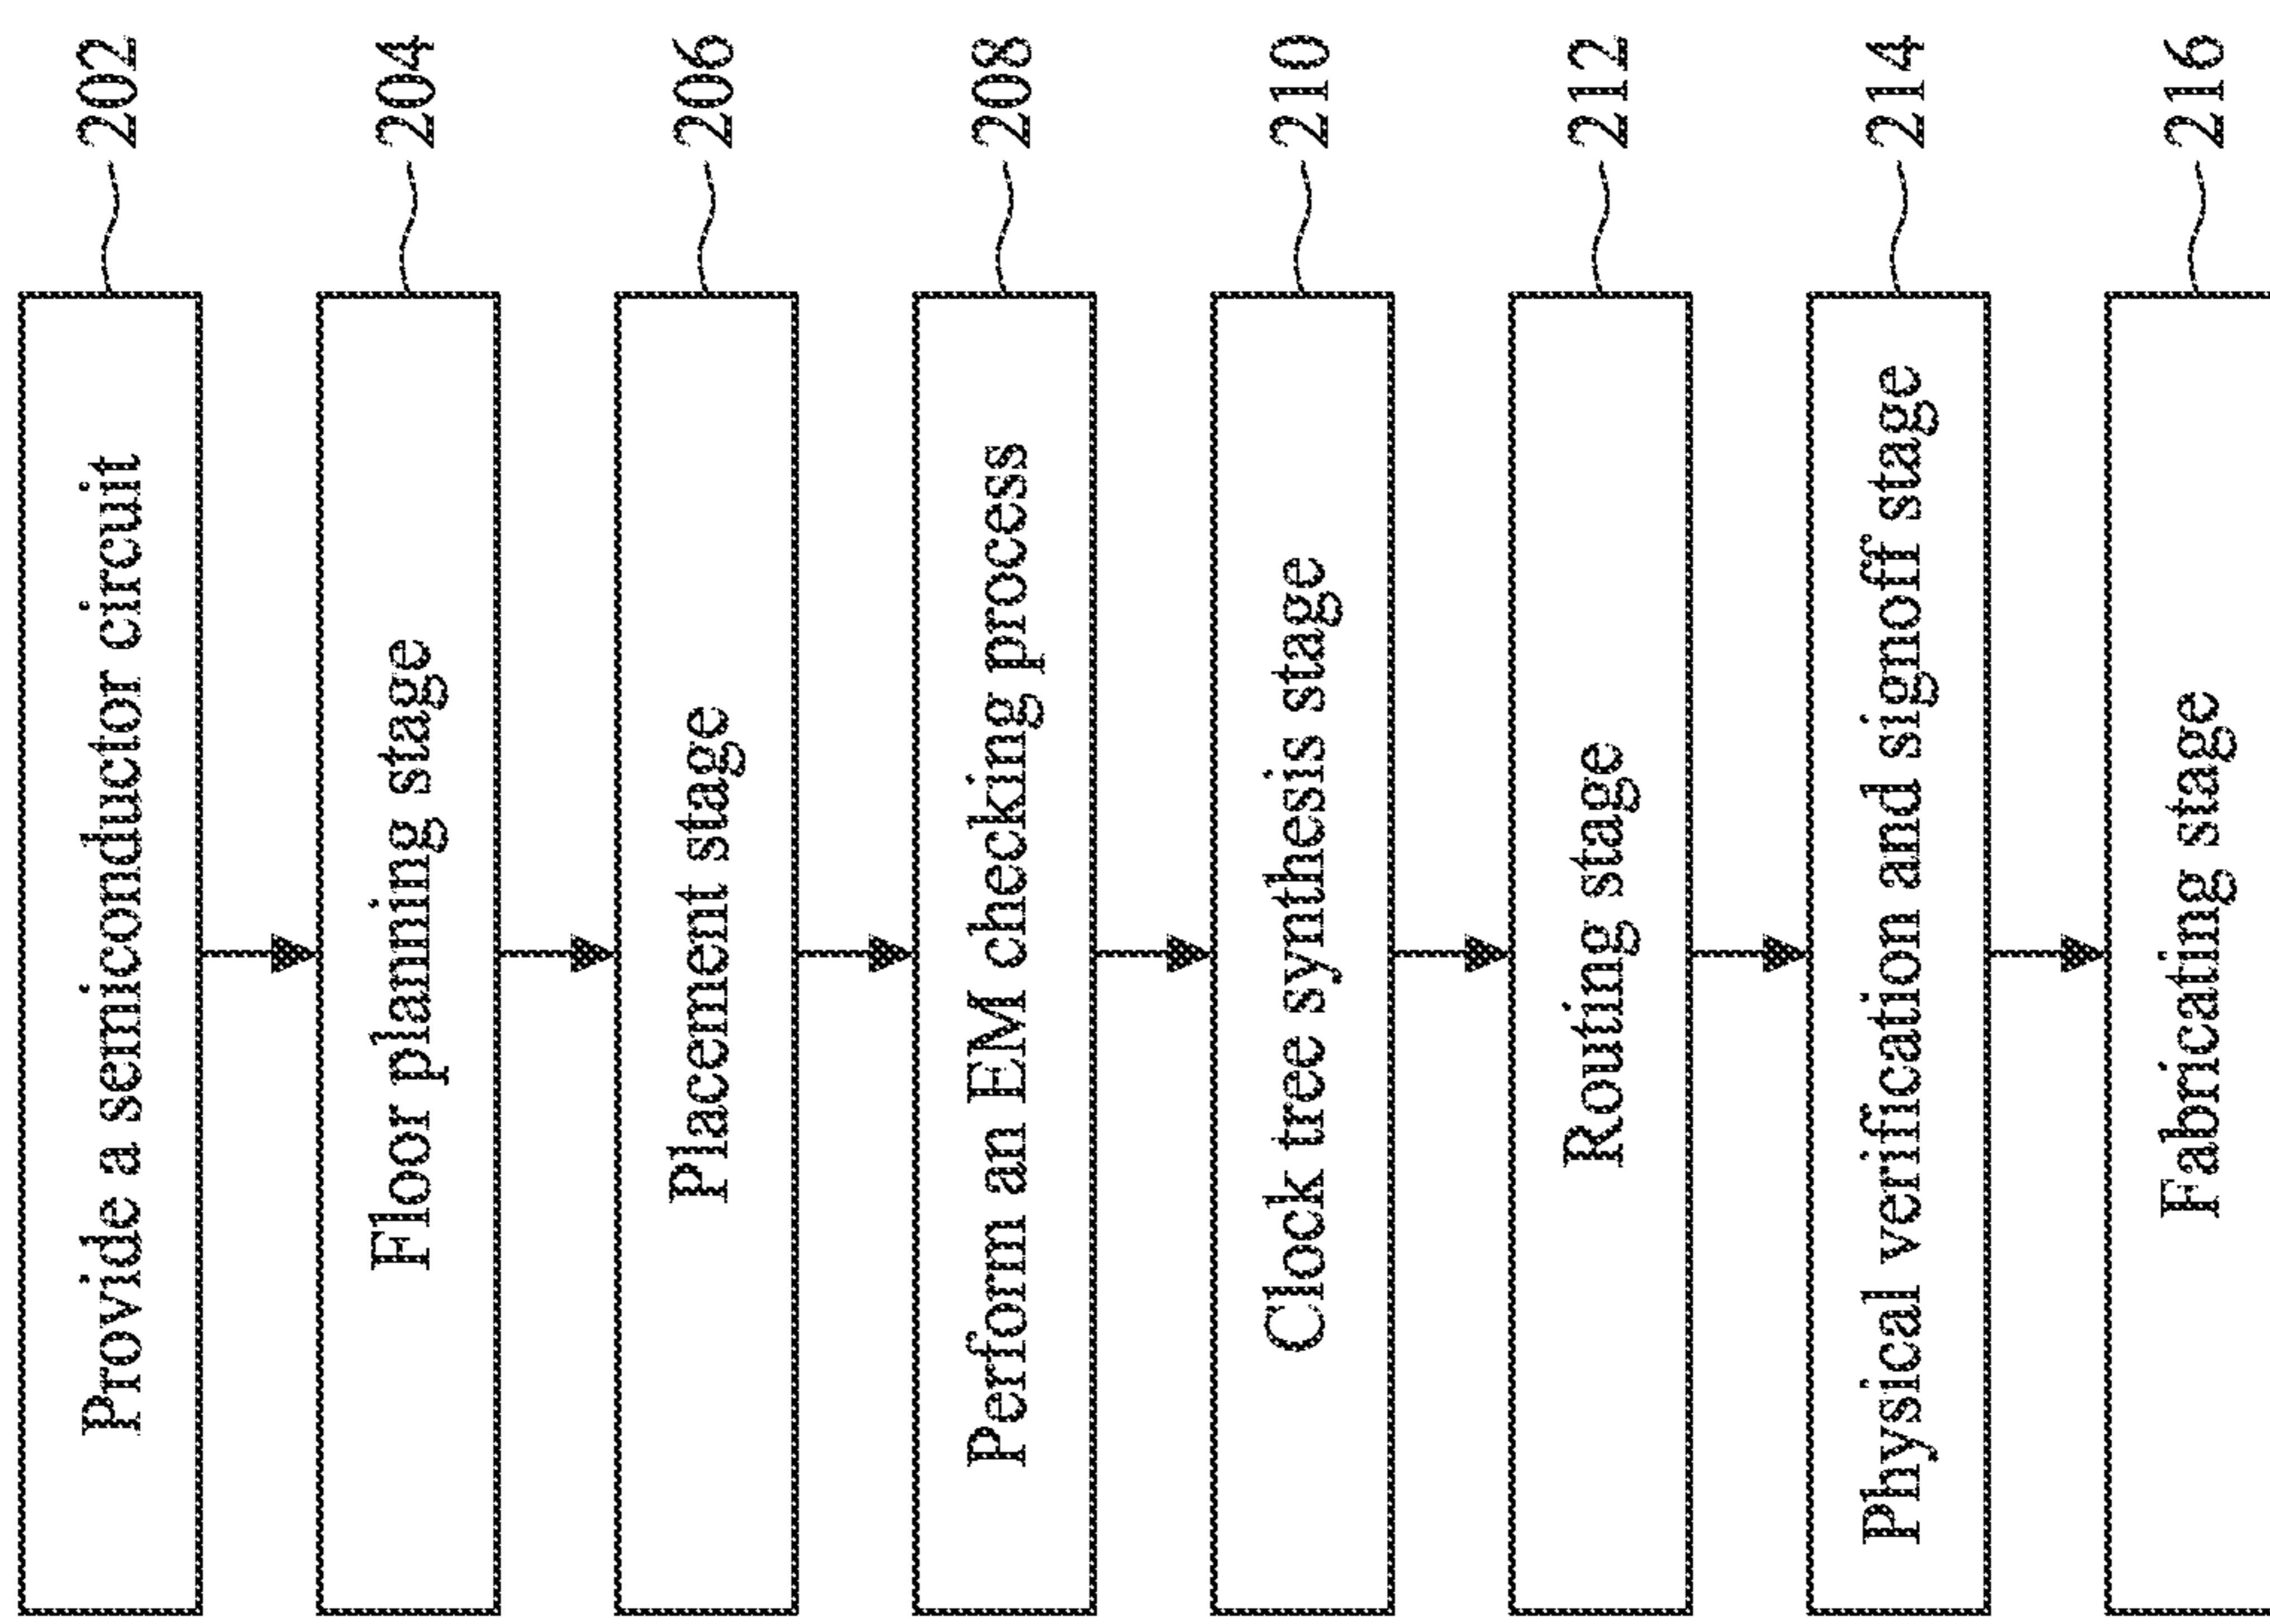 Provide a semiconductor circuit 202
Floor planning stage 204
Placement stage 206
Perform an EM checking process 208
Clock tree synthesis stage 210
Routing stage 212
Physical verification and signoff stage 214
Fabricating stage 216